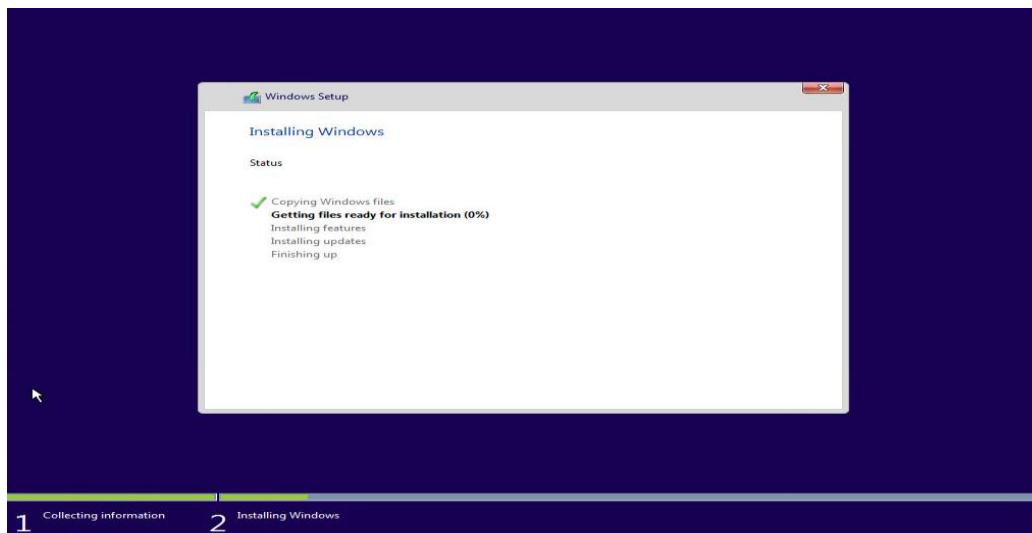 Windows Setup
Installing Windows
Status
Copying Windows files
Getting files ready for installation (0%)
Installing features
Installing updates
Finishing up
1 Collecting information 2 Installing Windows